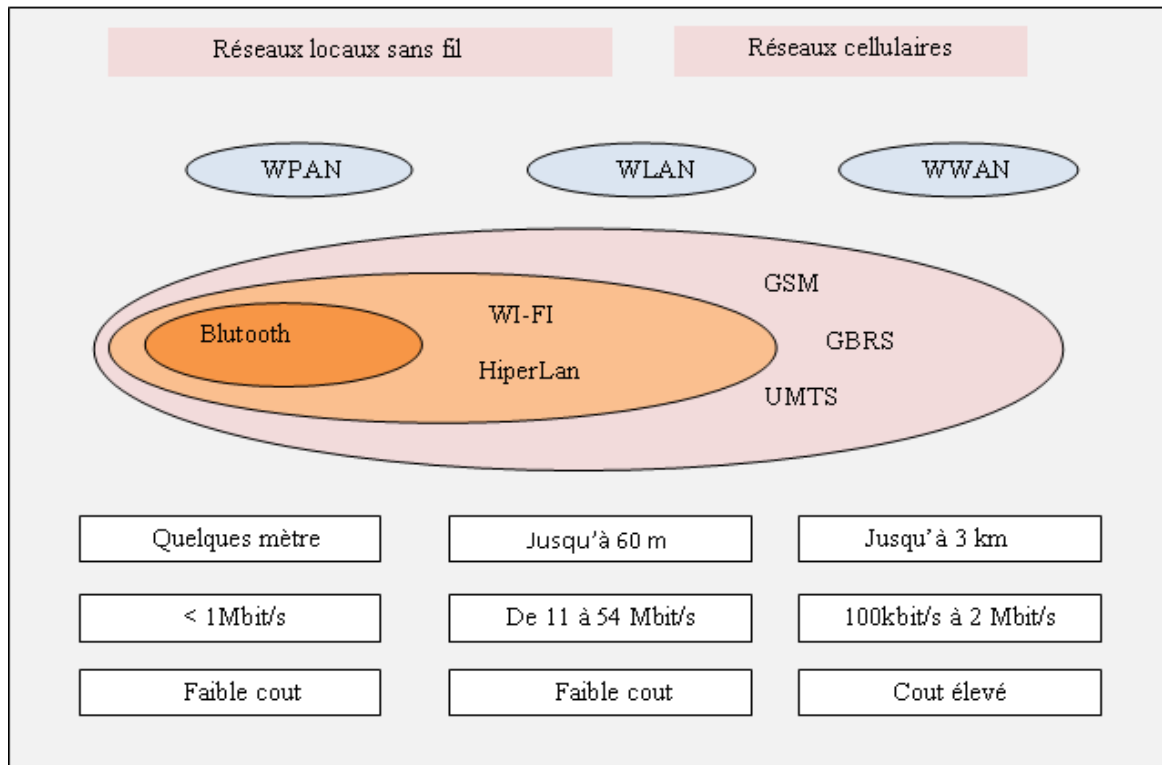 Réseaux locaux sans fil
Réseaux cellulaires
WPAN
WLAN
WWAN
GSM
WI-FI
Blutooth
GBRS
HiperLan
UMTS
Quelques mètre
Jusqu'à 60 m
Jusqu'à 3 km
< 1Mbit/s
De 11 à 54 Mbit/s
100kbit/s à 2 Mbit/s
Faible cout
Faible cout
Cout élevé